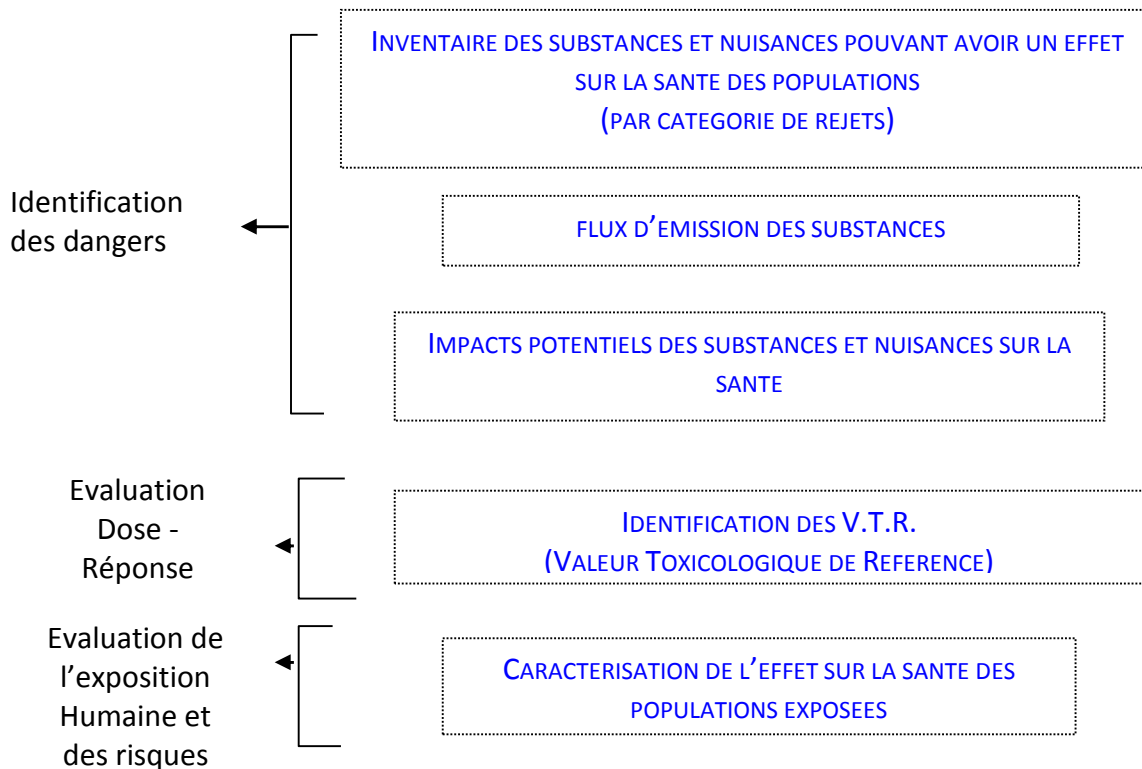 INVENTAIRE DES SUBSTANCES ET NUISANCES POUVANT AVOIR UN EFFET
SUR LA SANTE DES POPULATIONS
(PAR CATEGORIE DE REJETS)
Identification
des dangers
FLUX D'EMISSION DES SUBSTANCES
IMPACTS POTENTIELS DES SUBSTANCES ET NUISANCES SUR LA
SANTE
Evaluation
Dose -
Réponse
IDENTIFICATION DES V.T.R.
(VALEUR TOXICOLOGIQUE DE REFERENCE)
Evaluation de
l'exposition
Humaine et
des risques
CARACTERISATION DE L'EFFET SUR LA SANTE DES
POPULATIONS EXPOSEES